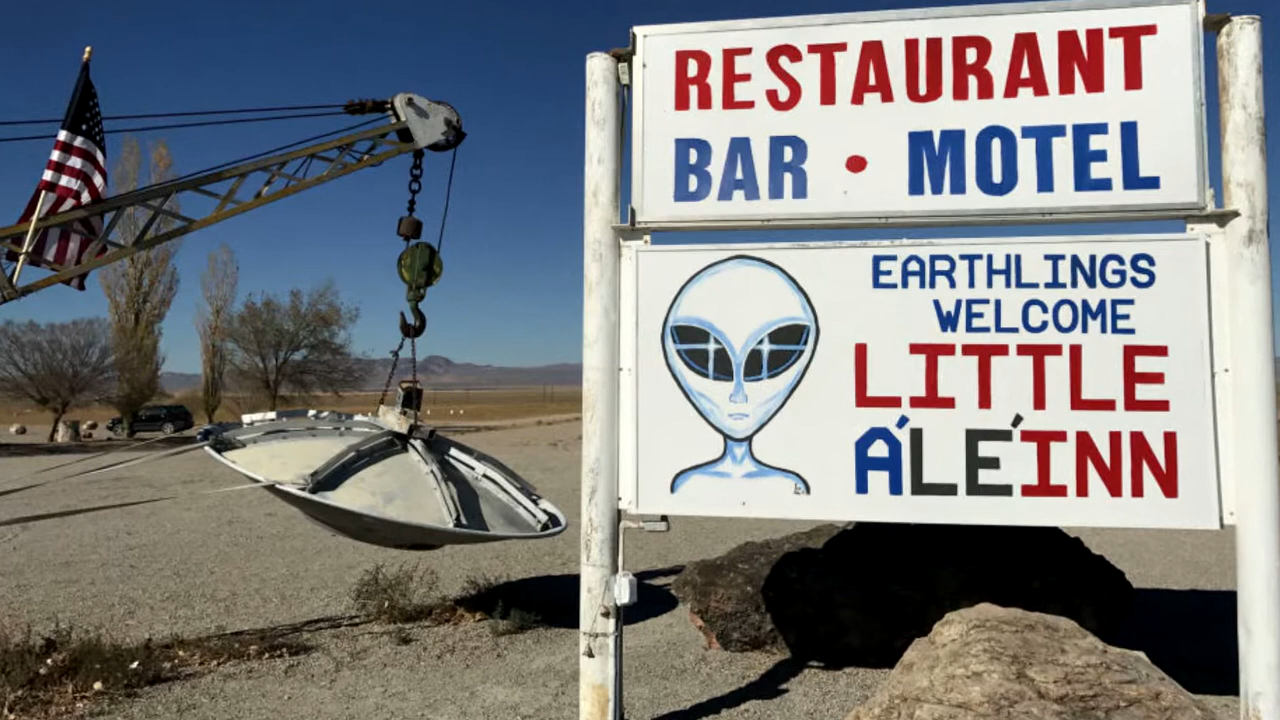 RESTAURANT
BAR • MOTEL
EARTHLINGS
WELCOME
LITTLE
A'LE'INN